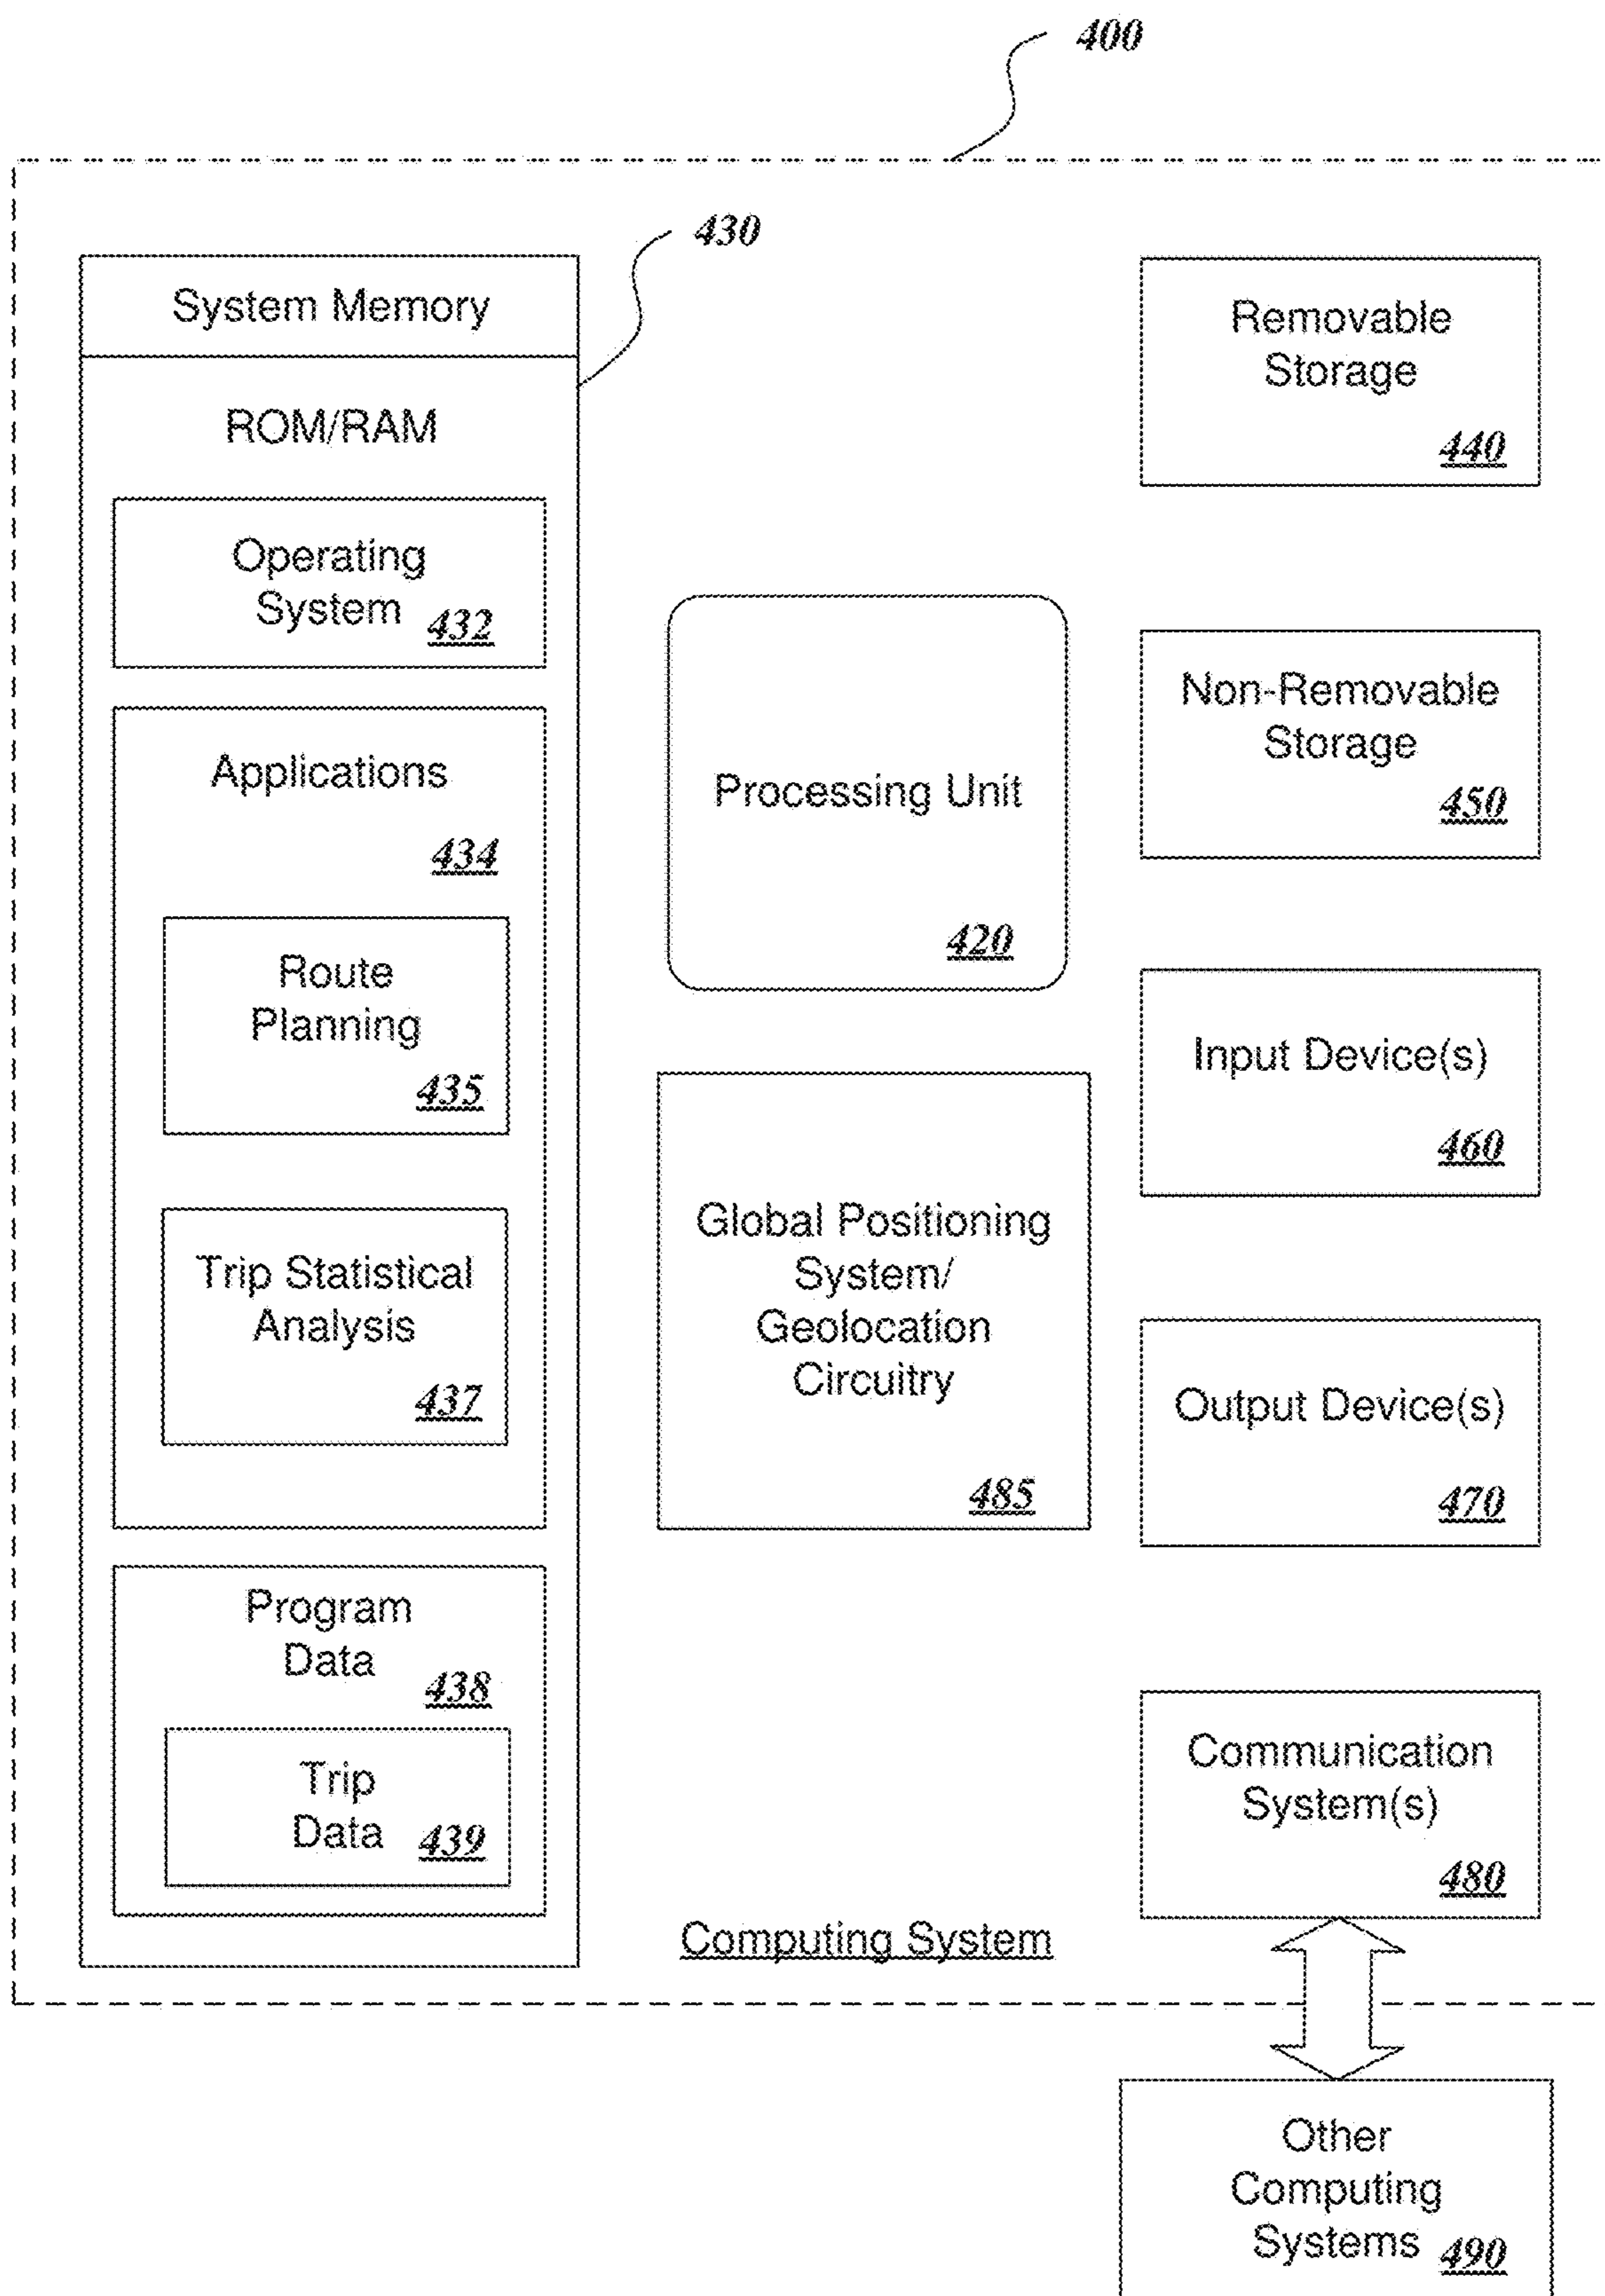 400
430
System Memory
ROM/RAM
Operating
System 432
Applications
434
Route
Planning
435
Trip Statistical
Analysis
437
Program
Data
438
Trip
Data 439
Processing Unit
420
Global Positioning
System/
Geolocation
Circuitry
485
Removable
Storage
440
Non-Removable
Storage
450
Input Device(s)
460
Output Device(s)
470
Communication
System(s)
480
Computing System
Other
Computing
Systems 490